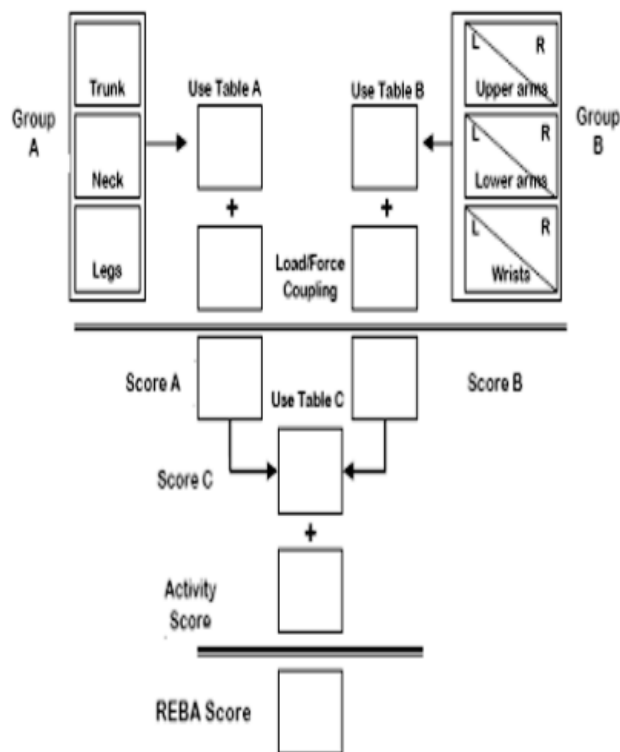 Group
A
Trunk
Neck
Legs
Use Table A
+
Use Table B
+
Load/Force
Coupling
L R
Upper arms
L R
Lower arms
L R
Wrists
Group
B
Score A
Use Table C
Score B
Score C
+
Activity
Score
REBA Score